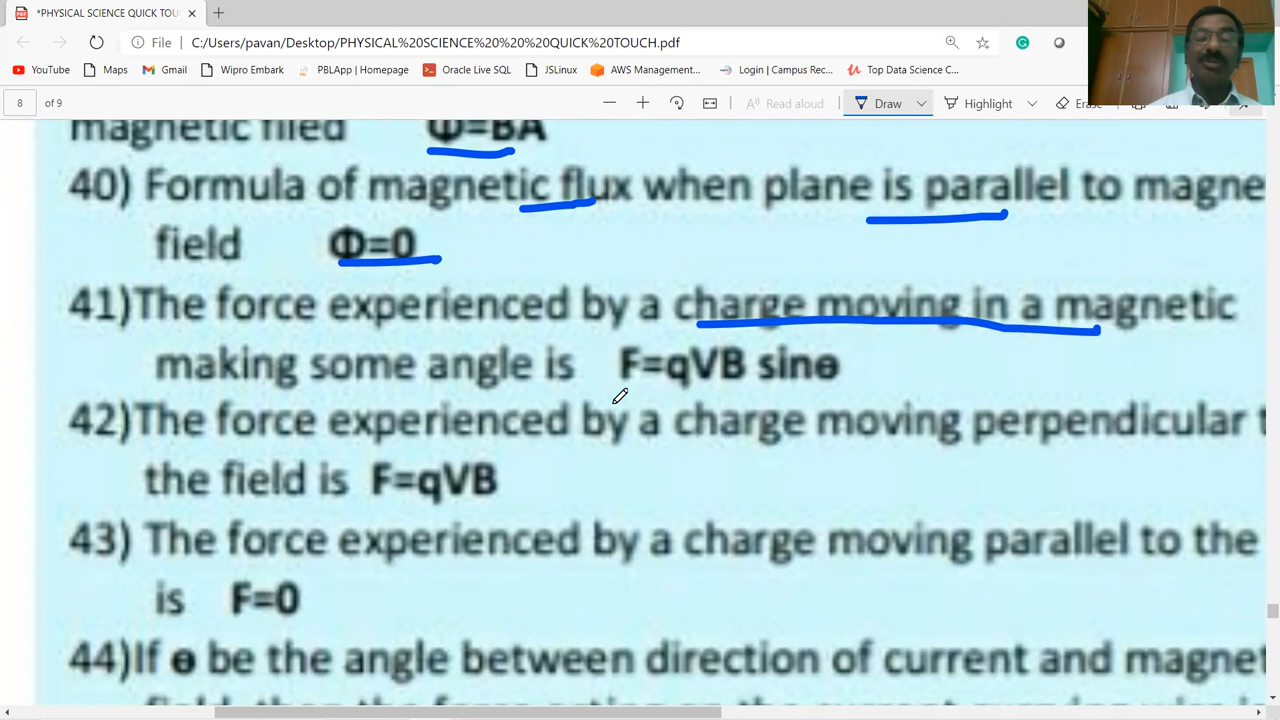 *PHYSICAL SCIENCE QUICK TOU
File C:/Users/pavan/Desktop/PHYSICAL%20SCIENCE%20%20%20QUICK%20TOUCH.pdf
YouTube Maps Gmail Wipro Embark PBLApp | Homepage Oracle Live SQL JSLinux AWS Management... Login | Campus Rec... Top Data Science C...
8 of 9 Read aloud Draw Highlight Erase
magnetic filed Φ=BA
40) Formula of magnetic flux when plane is parallel to magne
field Φ=0
41)The force experienced by a charge moving in a magnetic
making some angle is F=qVB sinɵ
42)The force experienced by a charge moving perpendicular t
the field is F=qVB
43) The force experienced by a charge moving parallel to the
is F=0
44)If ɵ be the angle between direction of current and magnet